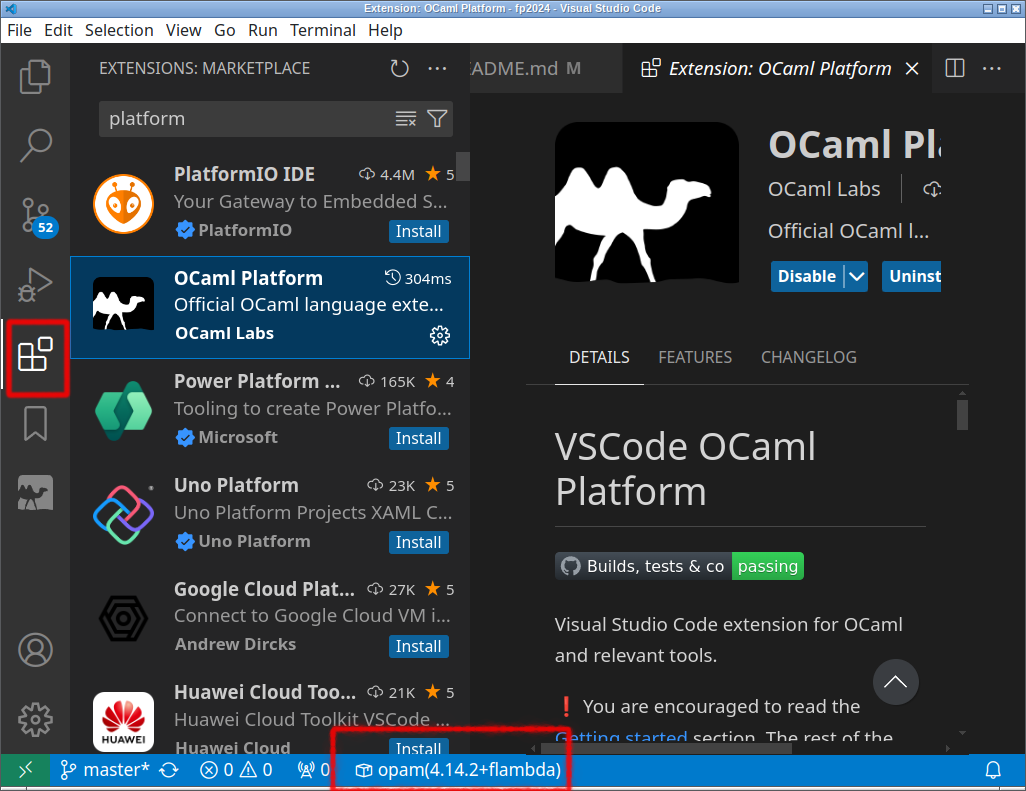 Extension: OCaml Platform - fp2024 - Visual Studio Code
File Edit Selection View Go Run Terminal Help
EXTENSIONS: MARKETPLACE
platform
52
PlatformIO IDE 4.4M 5
Your Gateway to Embedded S...
PlatformIO Install
OCaml Platform 304ms
Official OCaml language exte...
OCaml Labs
Power Platform ... 165K 4
Tooling to create Power Platfo...
Microsoft Install
Uno Platform 23K 5
Uno Platform Projects XAML C...
Uno Platform Install
Google Cloud Plat... 27K 5
Connect to Google Cloud VM i...
Andrew Dircks Install
Huawei Cloud Too... 21K 5
Huawei Cloud Toolkit VSCode ...
HUAWEI
Huawei Cloud Install
EADME.md M
Extension: OCaml Platform
OCaml Pla
OCaml Labs
Official OCaml l...
Disable Uninst
DETAILS FEATURES CHANGELOG
VSCode OCaml
Platform
Builds, tests & co passing
Visual Studio Code extension for OCaml
and relevant tools.
❗ You are encouraged to read the
Getting started section. The rest of the
master* 0 0 0 opam(4.14.2+flambda)